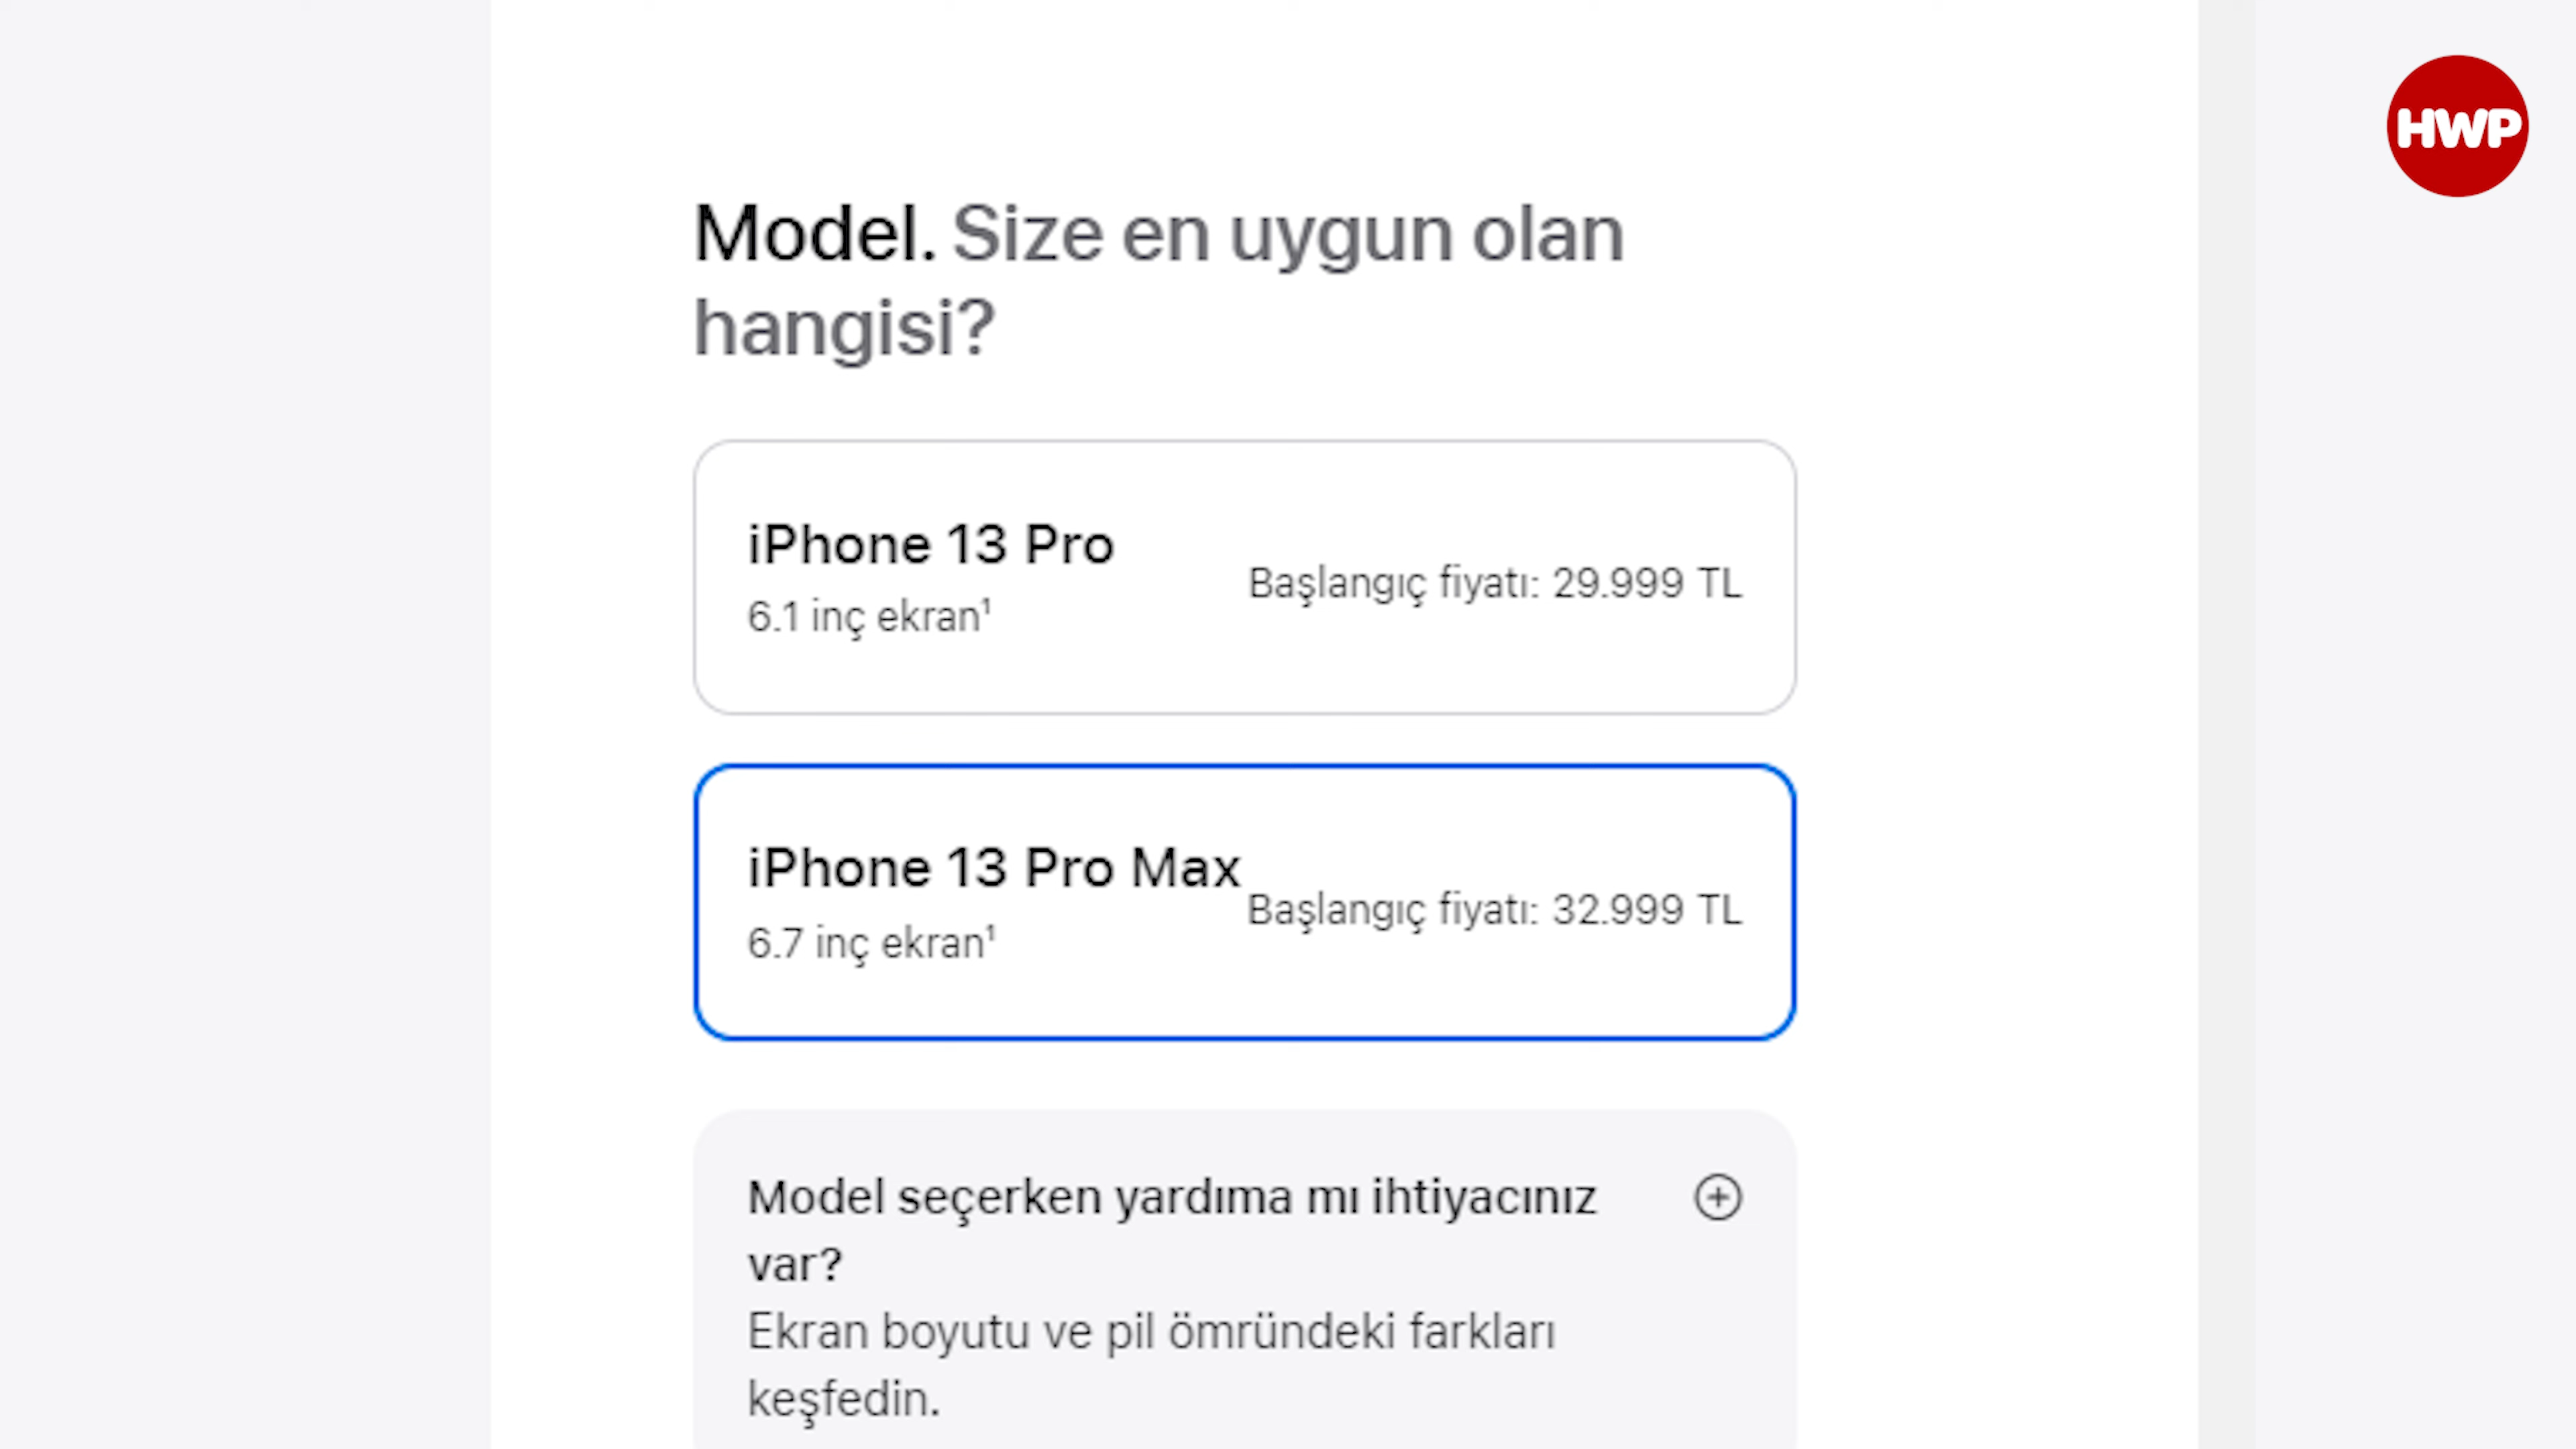 HWP
Model. Size en uygun olan
hangisi?
iPhone 13 Pro
6.1 inç ekran¹
Başlangıç fiyatı: 29.999 TL
iPhone 13 Pro Max
6.7 inç ekran¹
Başlangıç fiyatı: 32.999 TL
Model seçerken yardıma mı ihtiyacınız
var?
Ekran boyutu ve pil ömründeki farkları
keşfedin.